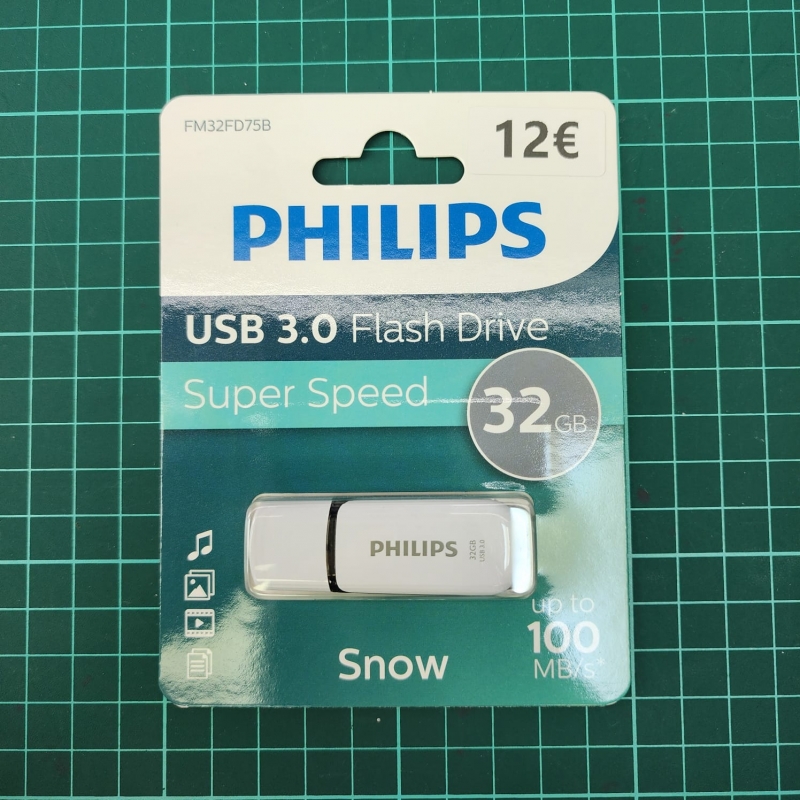 FM32FD75B
12€
PHILIPS
USB 3.0 Flash Drive
Super Speed
32GB
PHILIPS
32GB
USB 3.0
up to
100
MB/s*
Snow